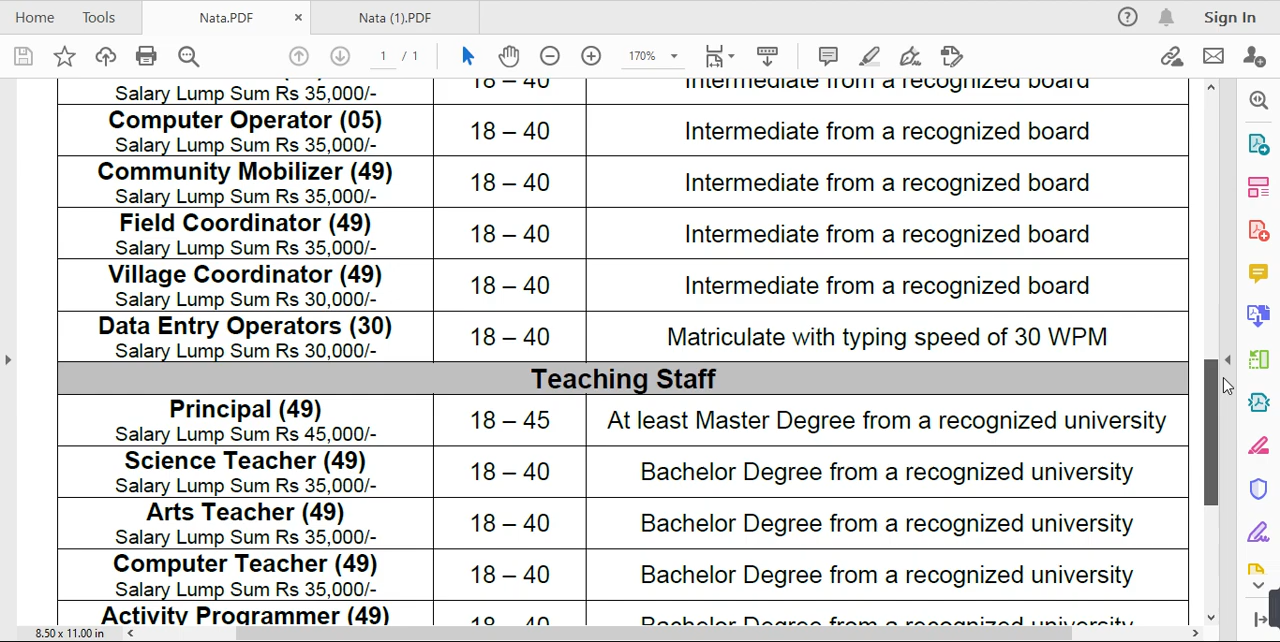 Home Tools Nata.PDF × Nata (1).PDF Sign In
1 / 1 170%
18 – 40 Intermediate from a recognized board
Salary Lump Sum Rs 35,000/-
Computer Operator (05)
Salary Lump Sum Rs 35,000/-
18 – 40
Intermediate from a recognized board
Community Mobilizer (49)
Salary Lump Sum Rs 35,000/-
18 – 40
Intermediate from a recognized board
Field Coordinator (49)
Salary Lump Sum Rs 35,000/-
18 – 40
Intermediate from a recognized board
Village Coordinator (49)
Salary Lump Sum Rs 30,000/-
18 – 40
Intermediate from a recognized board
Data Entry Operators (30)
Salary Lump Sum Rs 30,000/-
18 – 40
Matriculate with typing speed of 30 WPM
Teaching Staff
Principal (49)
Salary Lump Sum Rs 45,000/-
18 – 45
At least Master Degree from a recognized university
Science Teacher (49)
Salary Lump Sum Rs 35,000/-
18 – 40
Bachelor Degree from a recognized university
Arts Teacher (49)
Salary Lump Sum Rs 35,000/-
18 – 40
Bachelor Degree from a recognized university
Computer Teacher (49)
Salary Lump Sum Rs 35,000/-
18 – 40
Bachelor Degree from a recognized university
Activity Programmer (49)
18 – 40
Bachelor Degree from a recognized university
8.50 x 11.00 in